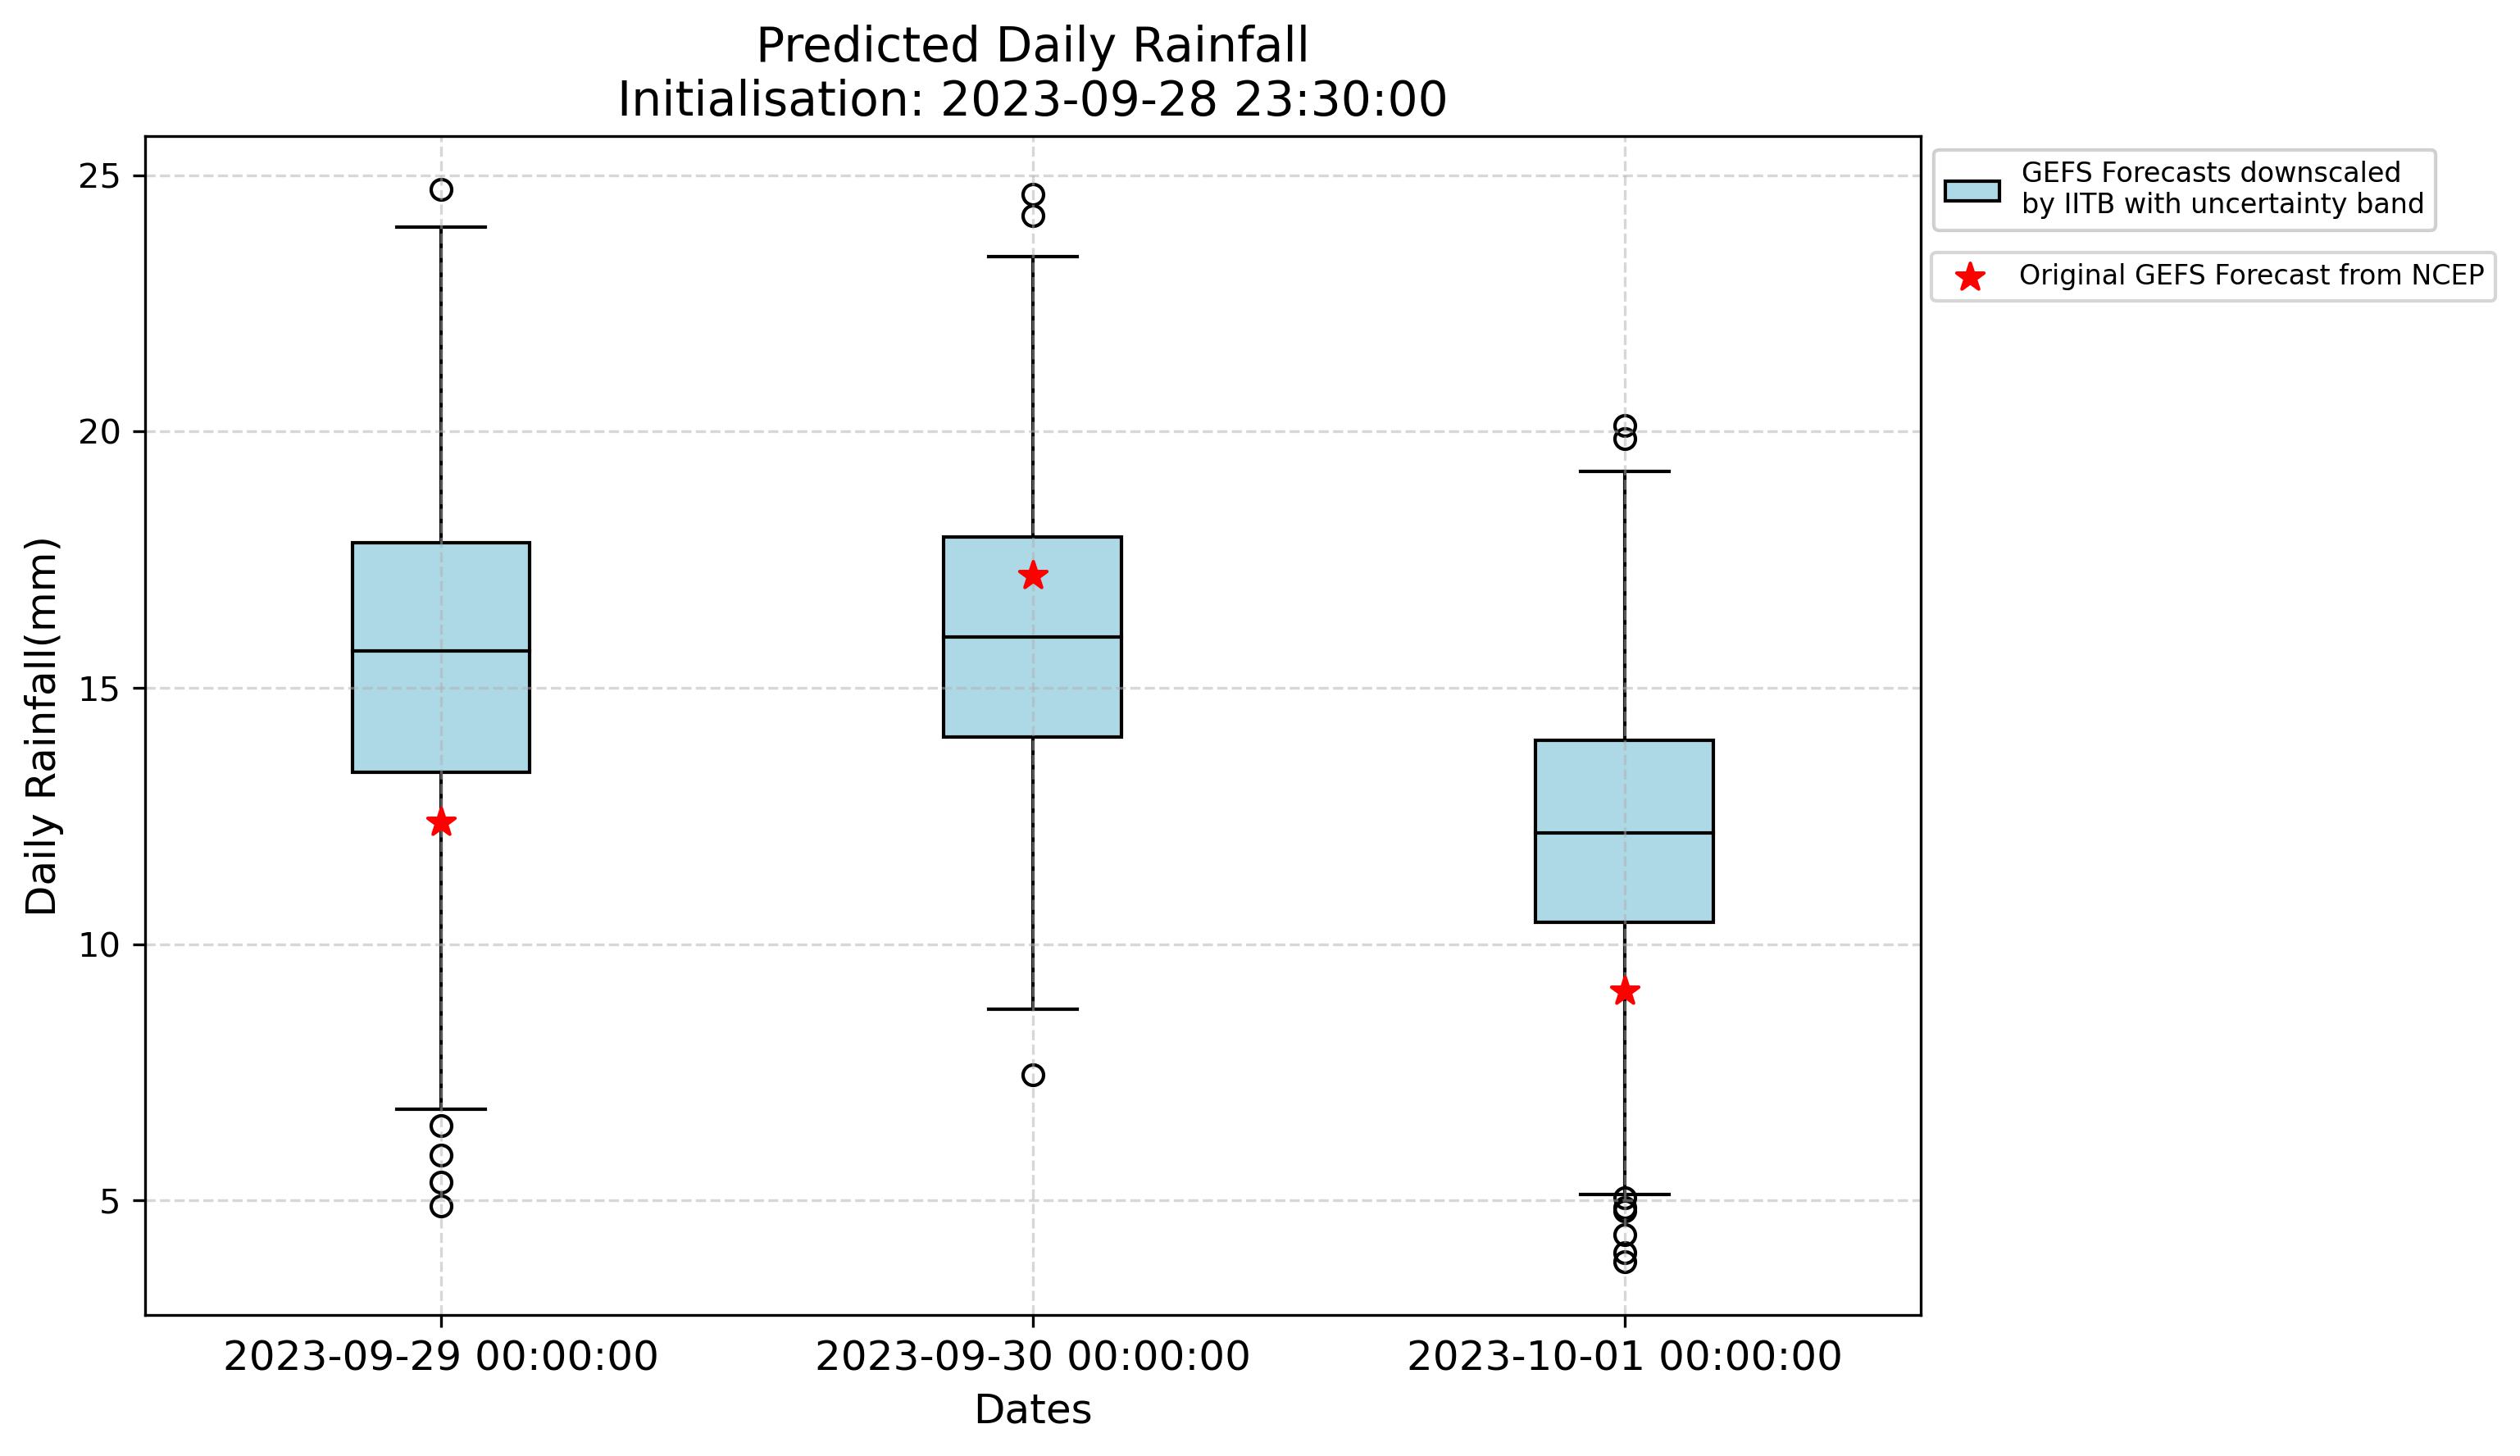 Predicted Daily Rainfall
Initialisation: 2023-09-28 23:30:00
GEFS Forecasts downscaled
by IITB with uncertainty band
Original GEFS Forecast from NCEP
Daily Rainfall(mm)
25
20
15
10
5
2023-09-29 00:00:00
2023-09-30 00:00:00
2023-10-01 00:00:00
Dates